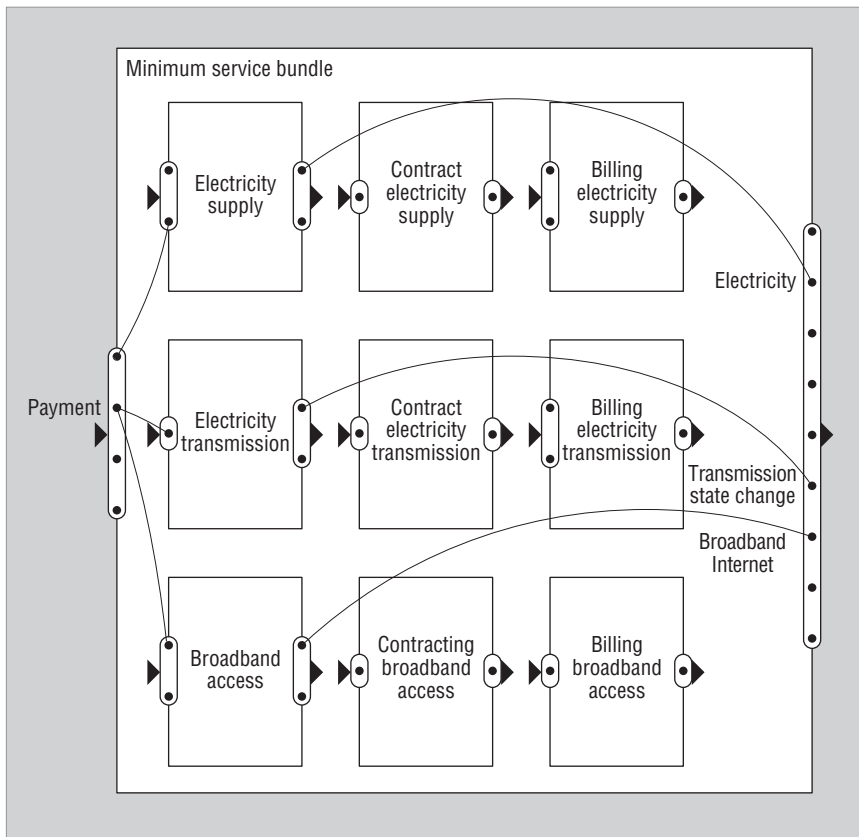 Minimum service bundle
Electricity
supply
Contract
electricity
supply
Billing
electricity
supply
Electricity
Payment
Electricity
transmission
Contract
electricity
transmission
Billing
electricity
transmission
Transmission
state change
Broadband
Internet
Broadband
access
Contracting
broadband
access
Billing
broadband
access